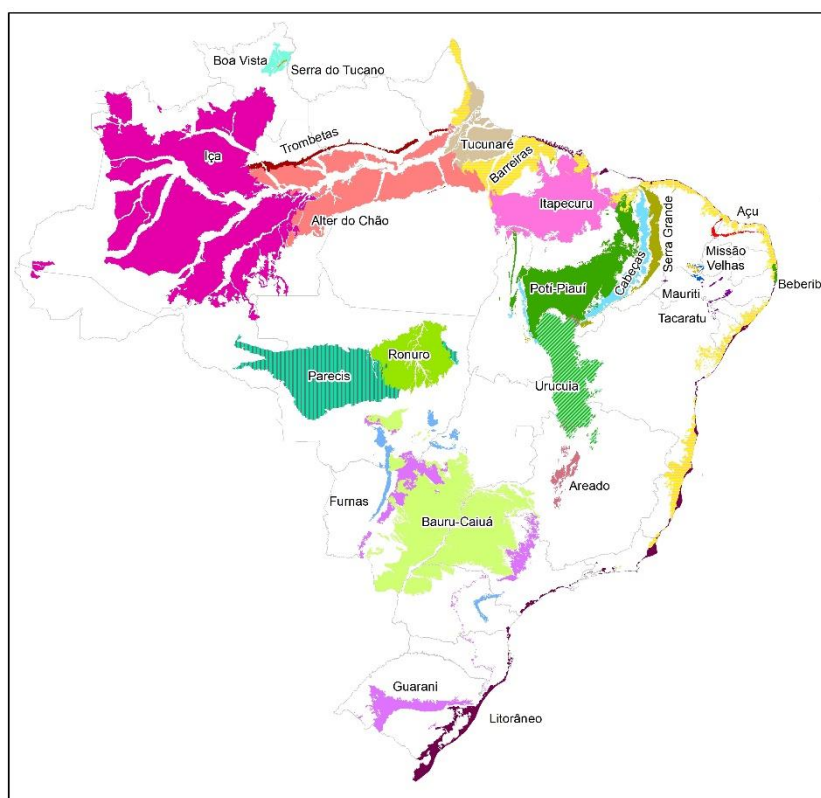 Boa Vista
Serra do Tucano
Trombetas
Iça
Tucunaré
Barreiras
Itapecuru
Alter do Chão
Serra Grande
Açu
Missão
Velhas
Cabeças
Poti-Piauí
Mauriti
Beberib
Tacaratu
Ronuro
Parecis
Urucuia
Areado
Furnas
Bauru-Caiuá
Guarani
Litorâneo